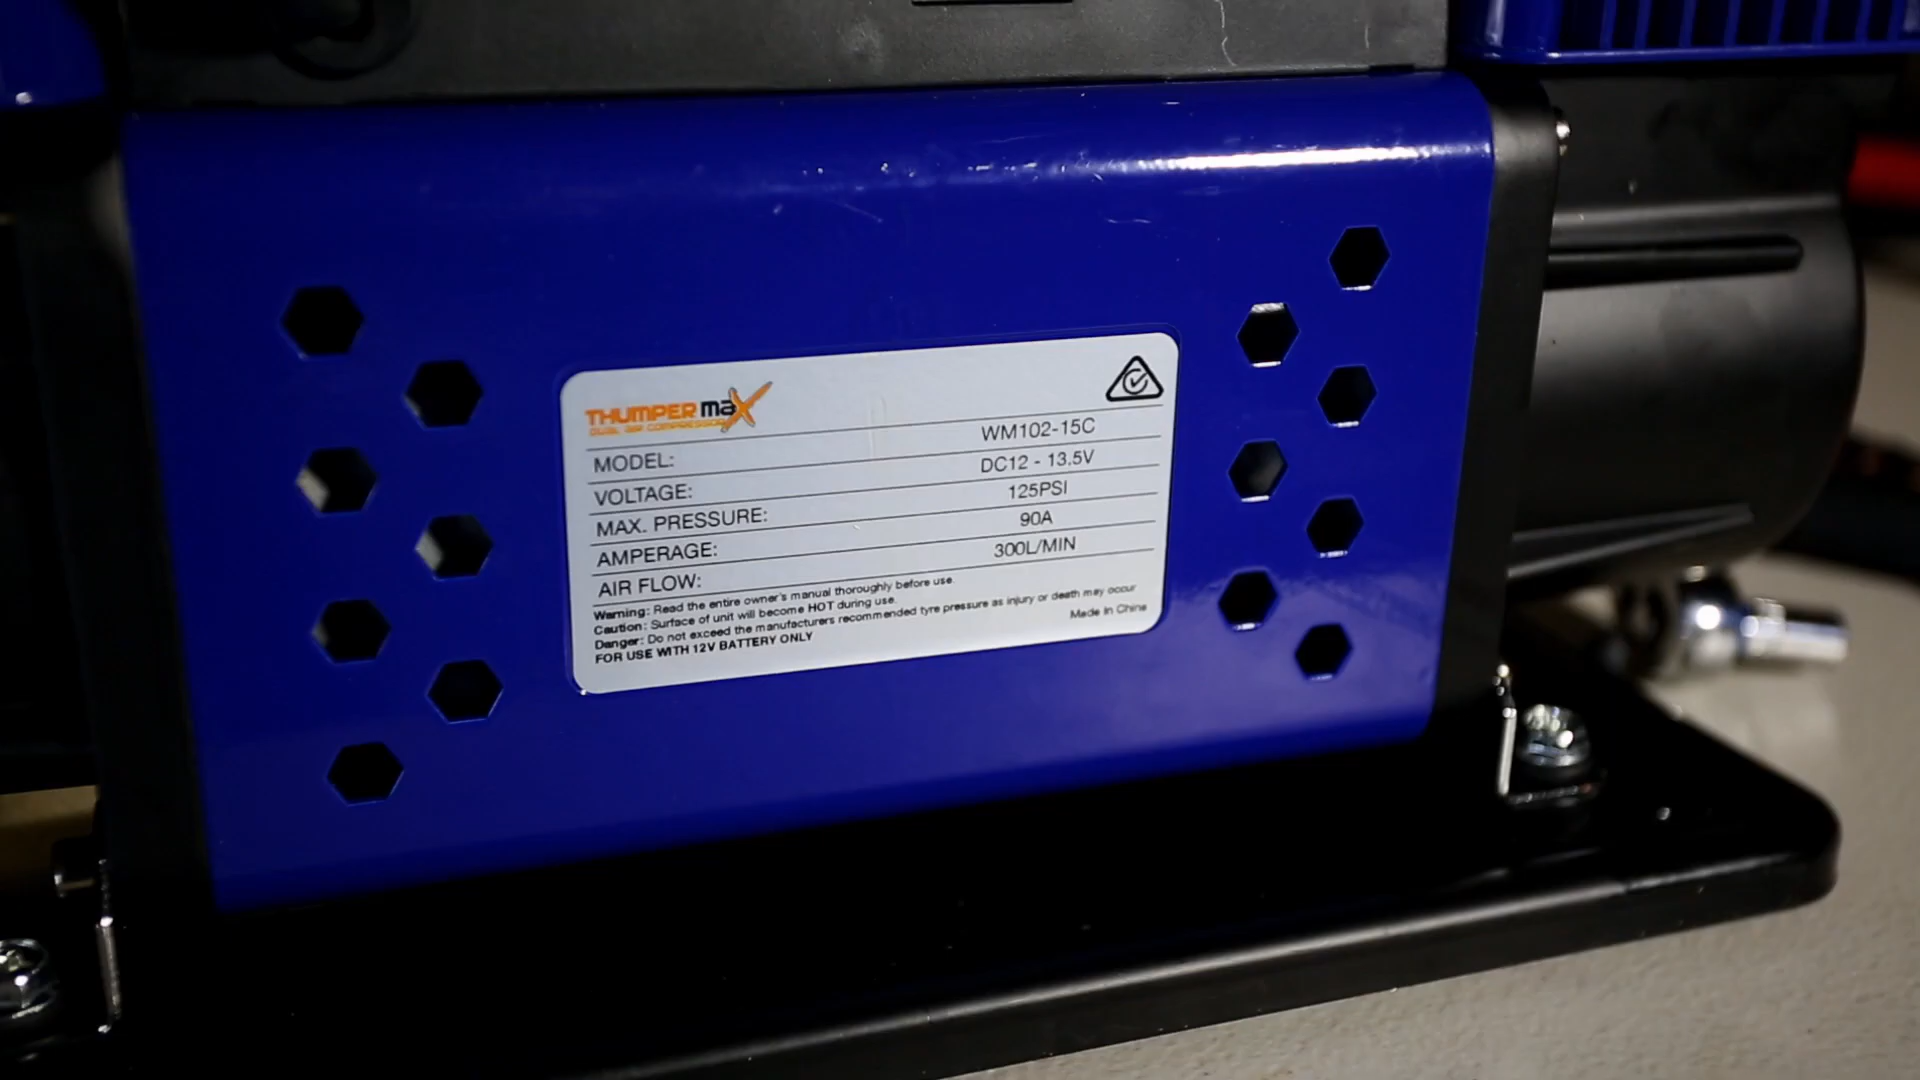 THUMPER maX
DUAL AIR COMPRESSOR
MODEL: WM102-15C
VOLTAGE: DC12 - 13.5V
MAX. PRESSURE: 125PSI
AMPERAGE: 90A
AIR FLOW: 300L/MIN
Warning: Read the entire owner's manual thoroughly before use.
Caution: Surface of unit will become HOT during use.
Danger: Do not exceed the manufacturers recommended tyre pressure as injury or death may occur
FOR USE WITH 12V BATTERY ONLY
Made In China